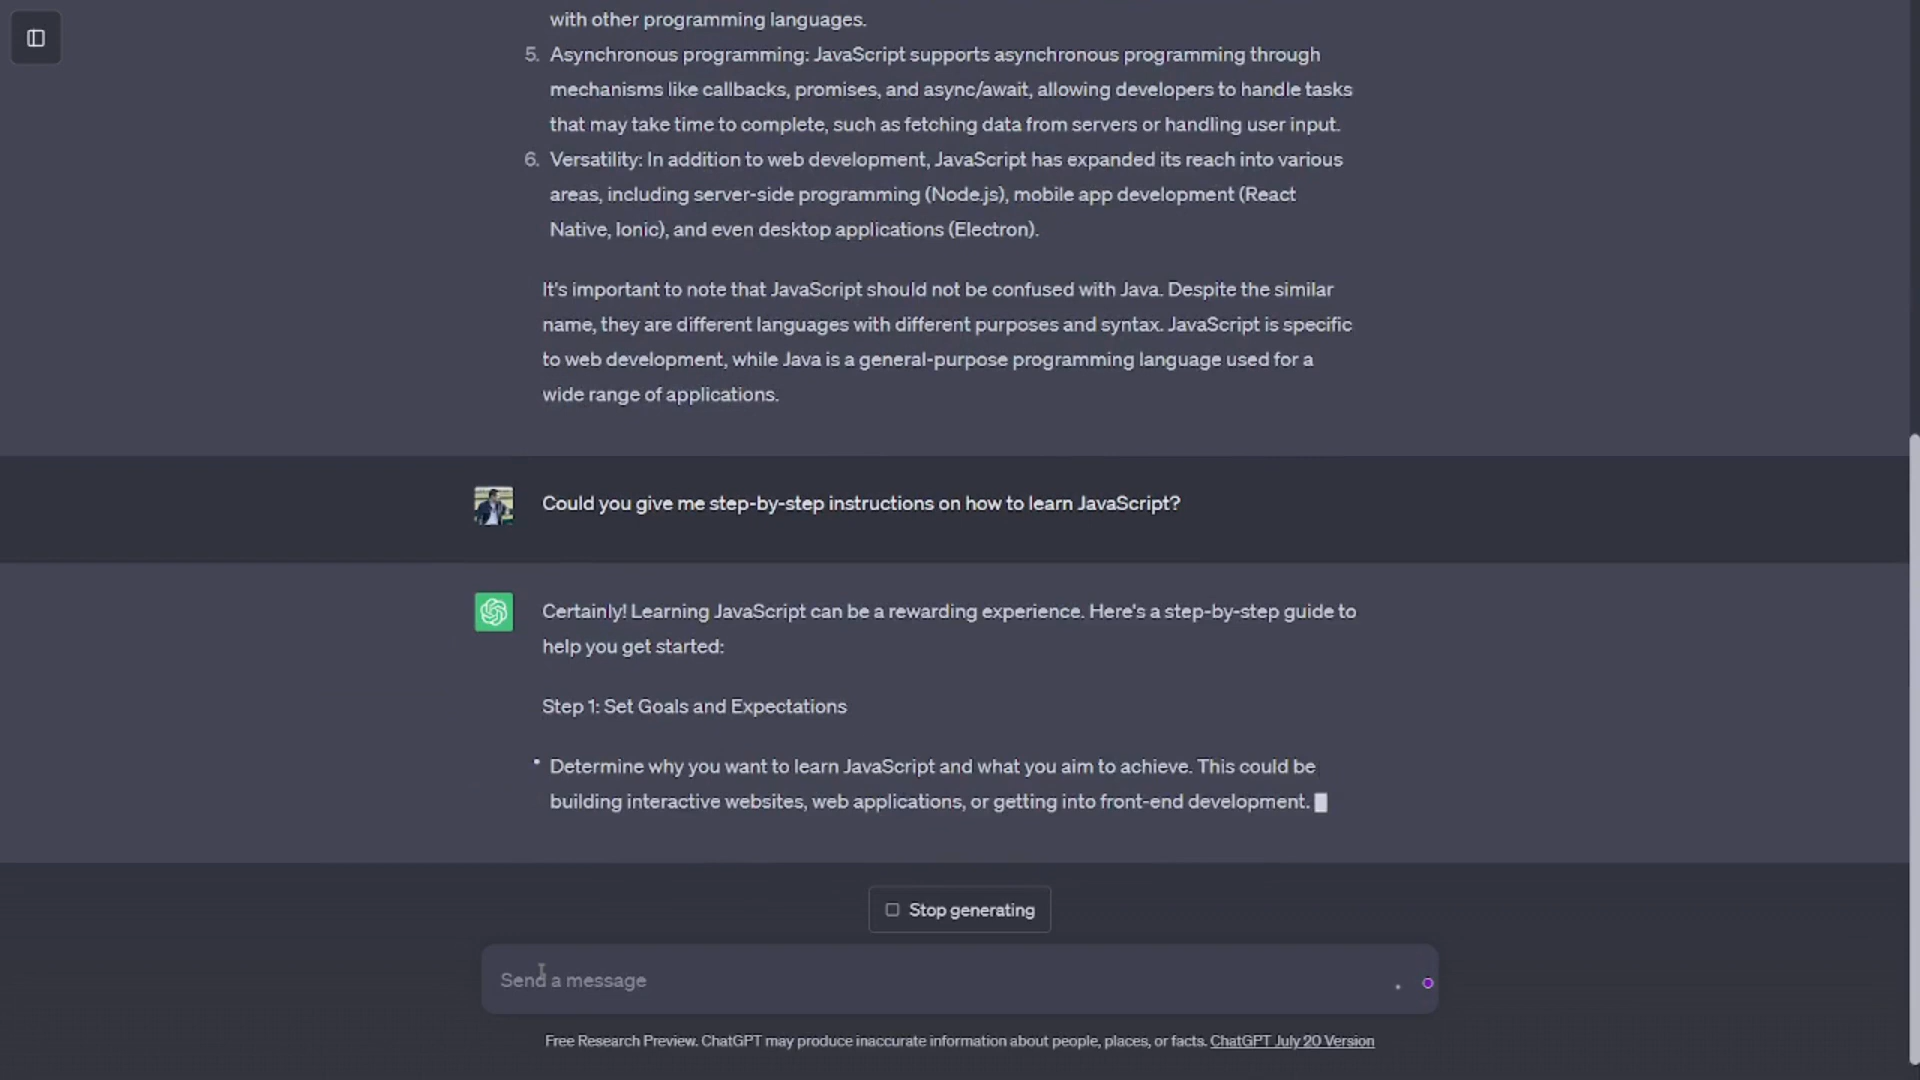 with other programming languages.
5. Asynchronous programming: JavaScript supports asynchronous programming through
mechanisms like callbacks, promises, and async/await, allowing developers to handle tasks
that may take time to complete, such as fetching data from servers or handling user input.
6. Versatility: In addition to web development, JavaScript has expanded its reach into various
areas, including server-side programming (Node.js), mobile app development (React
Native, Ionic), and even desktop applications (Electron).
It's important to note that JavaScript should not be confused with Java. Despite the similar
name, they are different languages with different purposes and syntax. JavaScript is specific
to web development, while Java is a general-purpose programming language used for a
wide range of applications.
Could you give me step-by-step instructions on how to learn JavaScript?
Certainly! Learning JavaScript can be a rewarding experience. Here's a step-by-step guide to
help you get started:
Step 1: Set Goals and Expectations
• Determine why you want to learn JavaScript and what you aim to achieve. This could be
building interactive websites, web applications, or getting into front-end development.
Stop generating
Send a message
Free Research Preview. ChatGPT may produce inaccurate information about people, places, or facts. ChatGPT July 20 Version